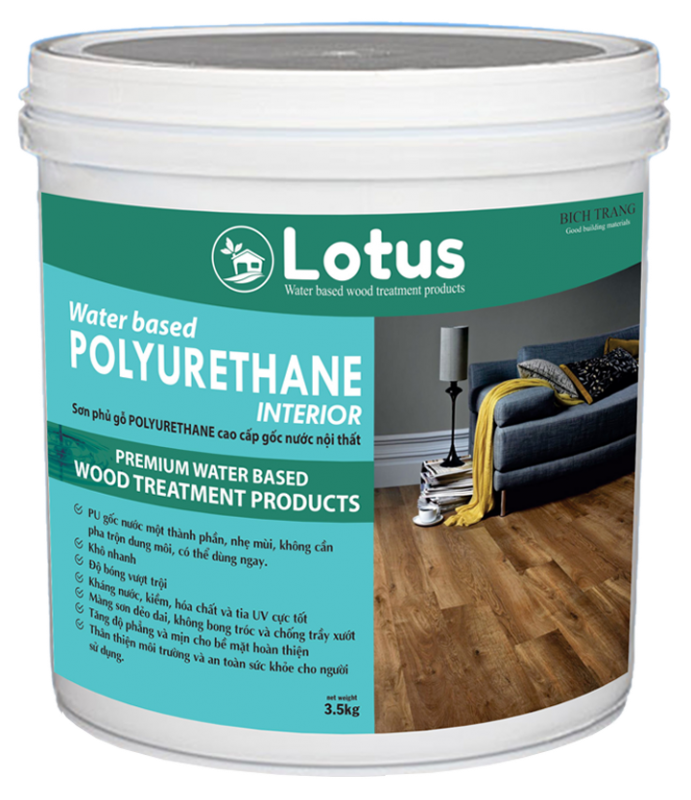 BICH TRANG
Good building materials
Lotus
Water based wood treatment products
Water based
POLYURETHANE
INTERIOR
Sơn phủ gỗ POLYURETHANE cao cấp gốc nước nội thất
PREMIUM WATER BASED
WOOD TREATMENT PRODUCTS
PU gốc nước một thành phần, nhẹ mùi, không cần
pha trộn dung môi, có thể dùng ngay.
Khô nhanh
Độ bóng vượt trội
Kháng nước, kiềm, hóa chất và tia UV cực tốt
Màng sơn dẻo dai, không bong tróc và chống trầy xướt
Tăng độ phẳng và mịn cho bề mặt hoàn thiện
Thân thiện môi trường và an toàn sức khỏe cho người
sử dụng.
net weight
3.5kg